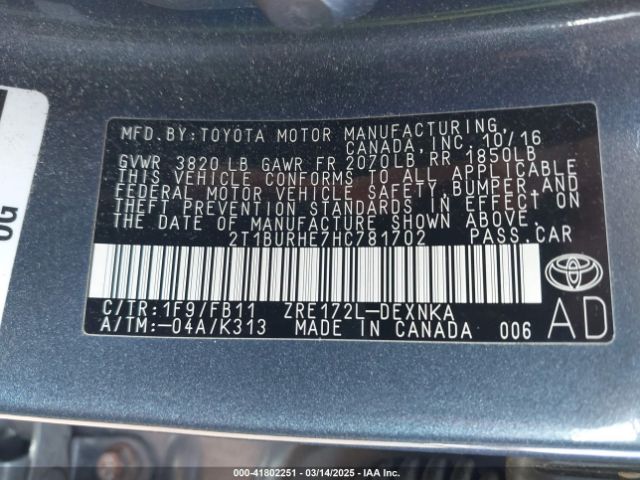 MFD.BY:TOYOTA MOTOR MANUFACTURING,
CANADA, INC. 10/16
GVWR 3820 LB GAWR FR 2070LB RR 1850LB
THIS VEHICLE CONFORMS TO ALL APPLICABLE
FEDERAL MOTOR VEHICLE SAFETY, BUMPER, AND
THEFT PREVENTION STANDARDS IN EFFECT ON
THE DATE OF MANUFACTURE SHOWN ABOVE.
2T1BURHE7HC781702 PASS.CAR
C/TR:1F9/FB11 ZRE172L-DEXNKA
A/TM:-04A/K313 MADE IN CANADA 006
AD
000-41802251 | 03/14/2025 | IAA Inc.